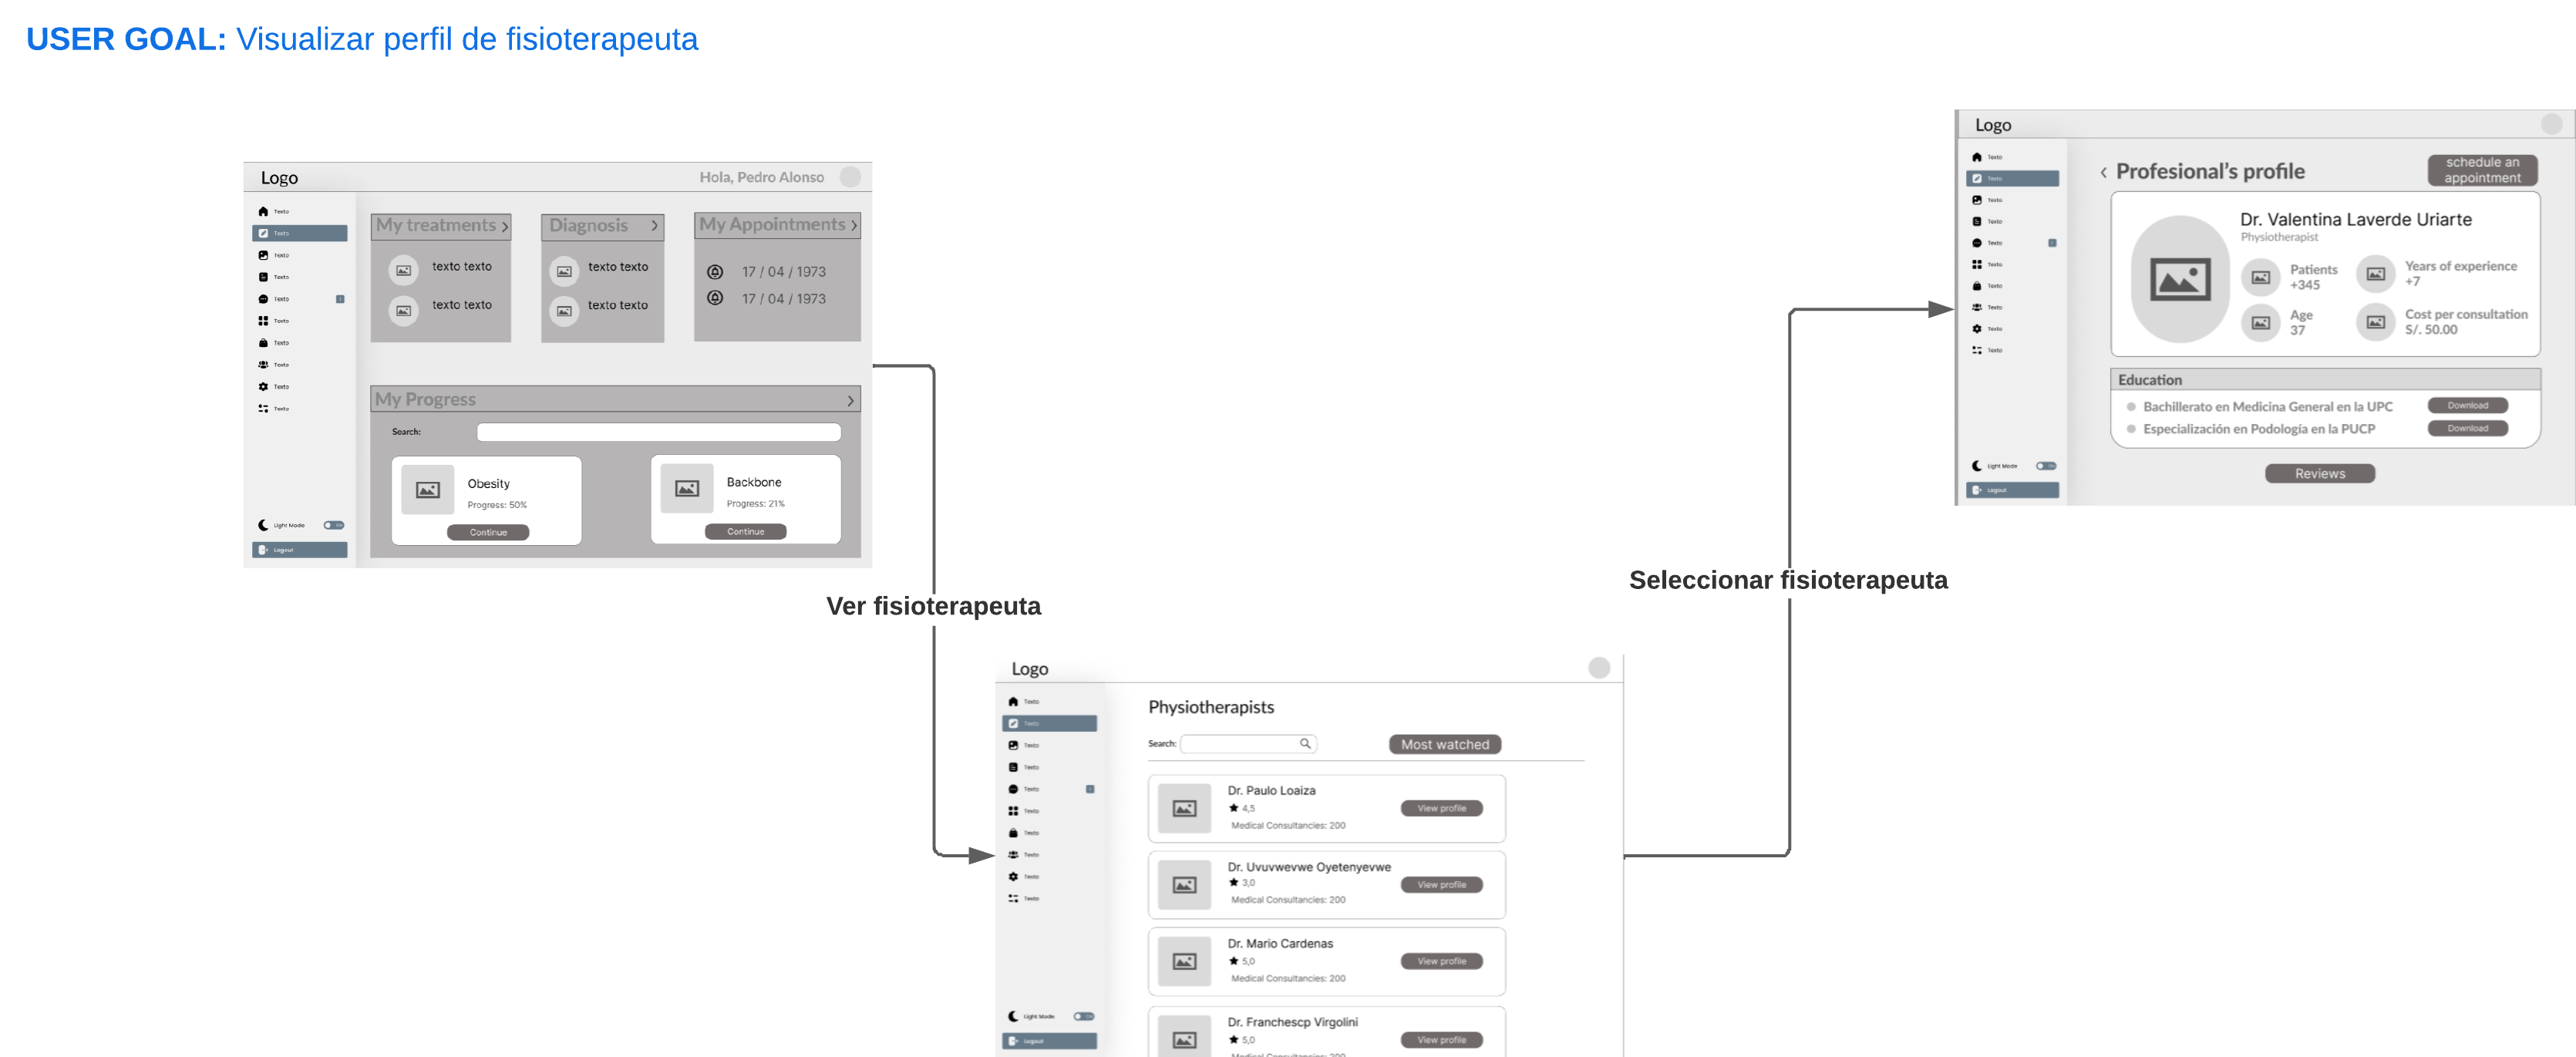 USER GOAL: Visualizar perfil de fisioterapeuta
Logo
Hola, Pedro Alonso
Texto
Texto
Texto
Texto
Texto
Texto
Texto
Texto
Texto
Texto
Light Mode
Logout
My treatments
texto texto
texto texto
Diagnosis
texto texto
texto texto
My Appointments
17 / 04 / 1973
17 / 04 / 1973
My Progress
Search:
Obesity
Progress: 50%
Continue
Backbone
Progress: 21%
Continue
Ver fisioterapeuta
Logo
Texto
Texto
Texto
Texto
Texto
Texto
Texto
Texto
Texto
Texto
Light Mode
Logout
Physiotherapists
Search:
Most watched
Dr. Paulo Loaiza
4,5
Medical Consultancies: 200
View profile
Dr. Uvuvwevwe Oyetenyevwe
3,0
Medical Consultancies: 200
View profile
Dr. Mario Cardenas
5,0
Medical Consultancies: 200
View profile
Dr. Franchescp Virgolini
5,0
Medical Consultancies: 200
View profile
Seleccionar fisioterapeuta
Logo
Texto
Texto
Texto
Texto
Texto
Texto
Texto
Texto
Texto
Texto
Light Mode
Logout
Profesional's profile
schedule an
appointment
Dr. Valentina Laverde Uriarte
Physiotherapist
Patients
+345
Years of experience
+7
Age
37
Cost per consultation
S/. 50.00
Education
Bachillerato en Medicina General en la UPC
Download
Especialización en Podología en la PUCP
Download
Reviews